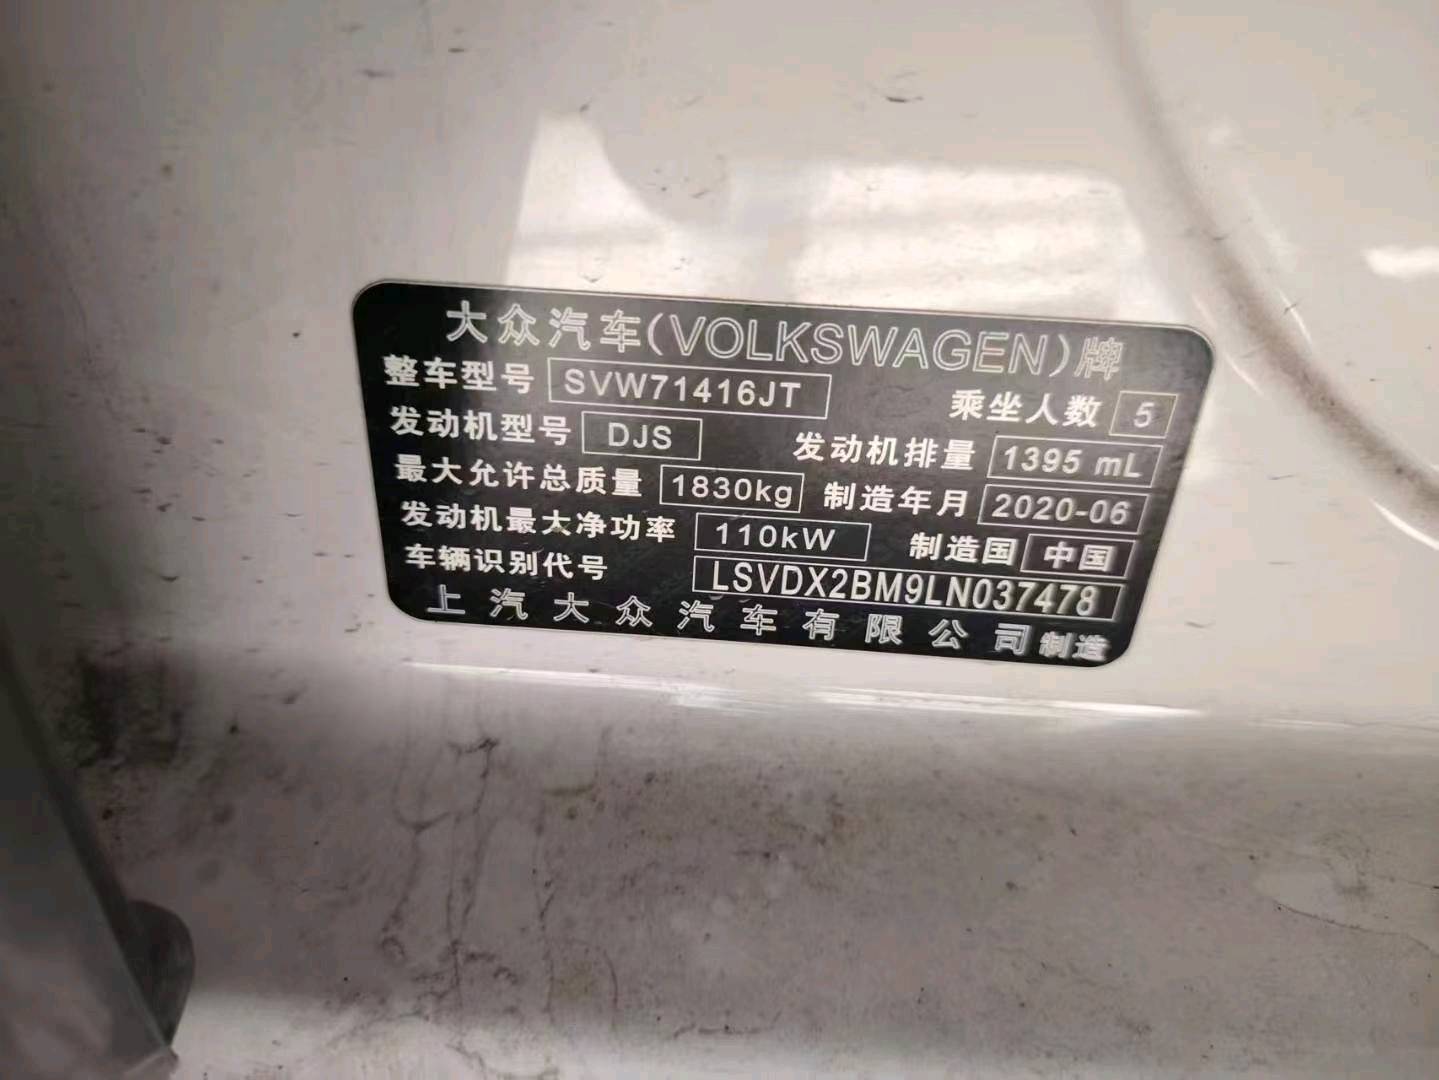 大众汽车(VOLKSWAGEN)牌
整车型号 SVW71416JT 乘坐人数 5
发动机型号 DJS 发动机排量 1395 mL
最大允许总质量 1830kg 制造年月 2020-06
发动机最大净功率 110kW 制造国 中国
车辆识别代号 LSVDX2BM9LN037478
上汽大众汽车有限公司制造